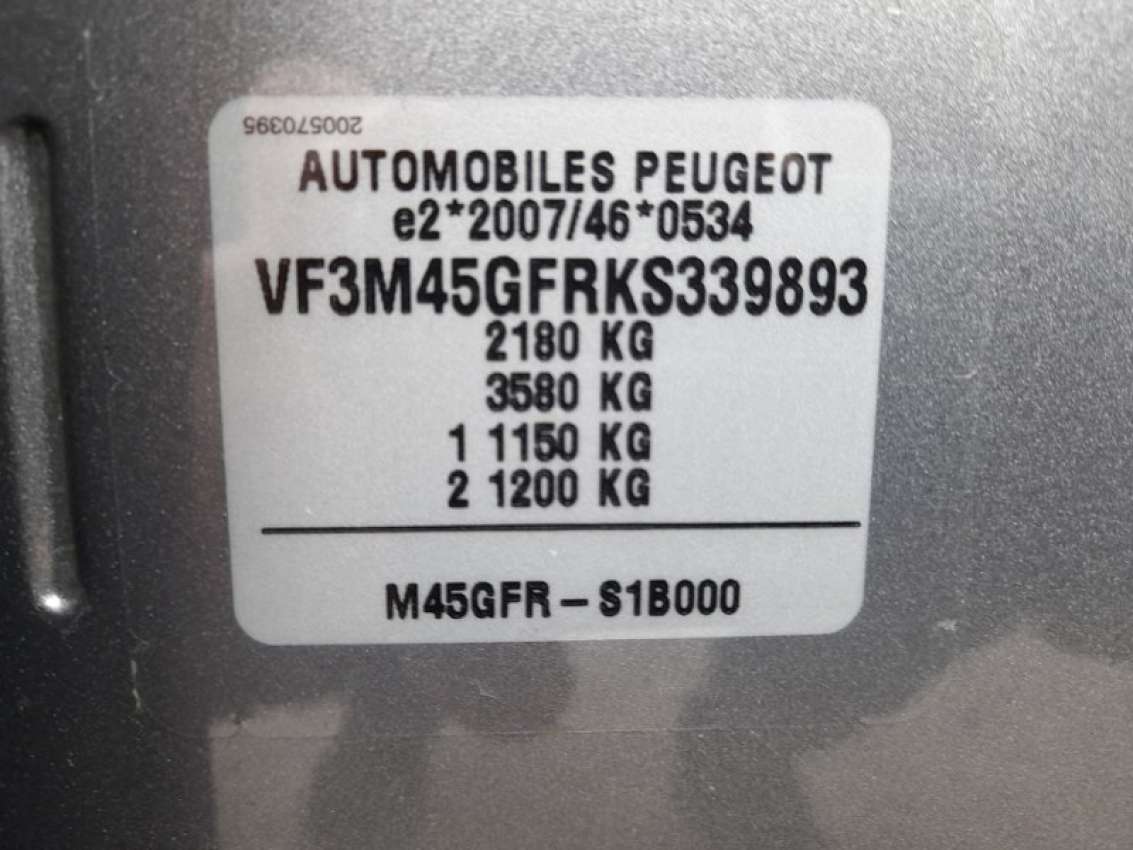 200570395
AUTOMOBILES PEUGEOT
e2*2007/46*0534
VF3M45GFRKS339893
2180 KG
3580 KG
1 1150 KG
2 1200 KG
M45GFR – S1B000